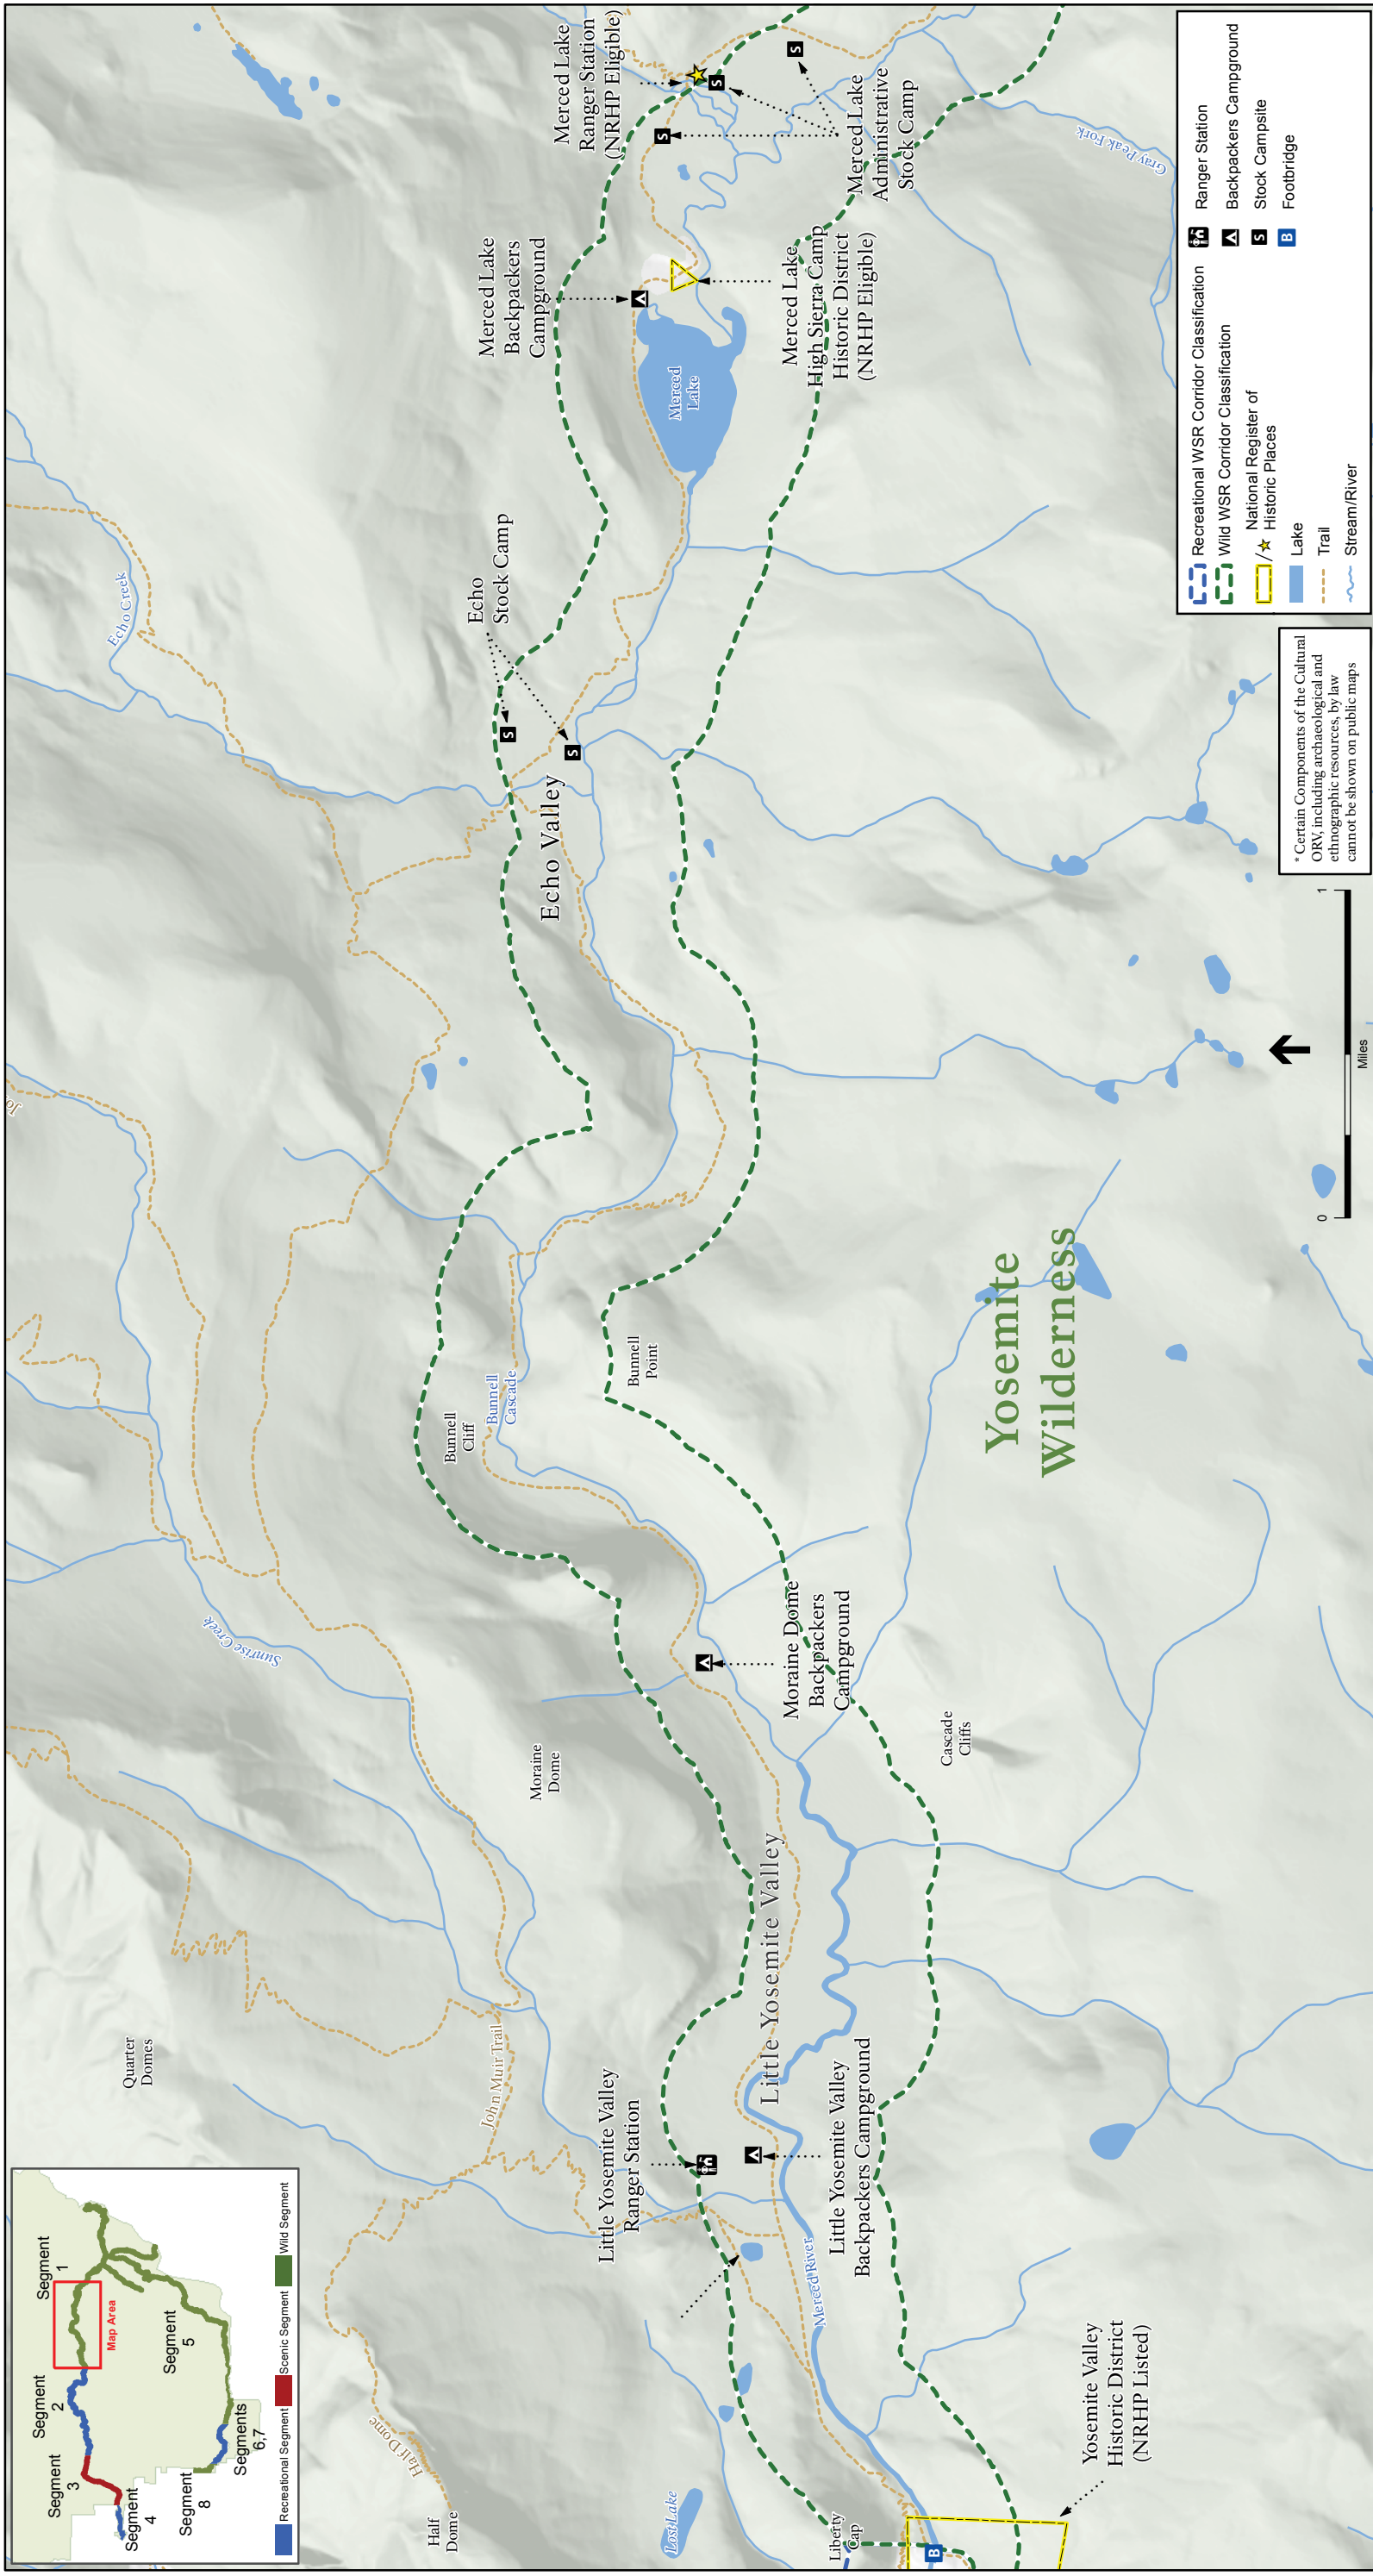 Segment
1
Segment
2
Segment
3
Segment
4
Segment
5
Segments
6,7
Segment
8
Map Area
Recreational Segment
Scenic Segment
Wild Segment
Quarter
Domes
Half
Dome
Half Dome
Lost Lake
Liberty
Cap
John Muir Trail
Jo
Sunrise Creek
Echo Creek
Moraine
Dome
Little Yosemite Valley
Ranger Station
Little Yosemite Valley
Little Yosemite Valley
Backpackers Campground
Merced River
B
Yosemite Valley
Historic District
(NRHP Listed)
Cascade
Cliffs
Moraine Dome
Backpackers
Campground
Bunnell
Cliff
Bunnell
Cascade
Bunnell
Point
Yosemite
Wilderness
Echo Valley
Echo
Stock Camp
S
S
Merced Lake
Backpackers
Campground
Merced
Lake
Merced Lake
High Sierra Camp
Historic District
(NRHP Eligible)
Merced Lake
Ranger Station
(NRHP Eligible)
S
S
S
Merced Lake
Administrative
Stock Camp
Gray Peak Fork
0
1
Miles
* Certain Components of the Cultural
ORV, including archaeological and
ethnographic resources, by law
cannot be shown on public maps
Recreational WSR Corridor Classification
Wild WSR Corridor Classification
/
National Register of
Historic Places
Lake
Trail
Stream/River
Ranger Station
Backpackers Campground
S
Stock Campsite
B
Footbridge